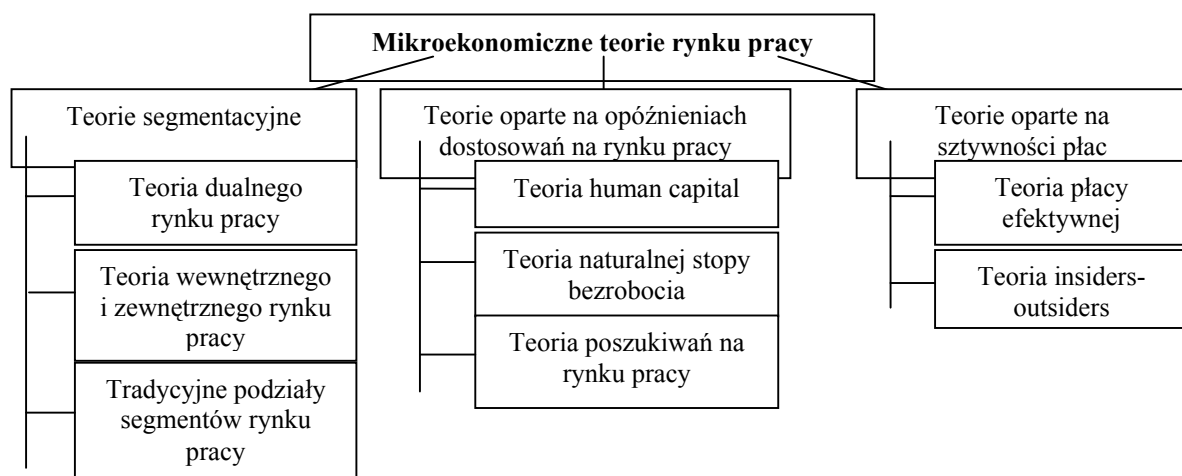 Mikroekonomiczne teorie rynku pracy
Teorie segmentacyjne
Teoria dualnego
rynku pracy
Teoria wewnętrznego
i zewnętrznego rynku
pracy
Tradycyjne podziały
segmentów rynku
pracy
Teorie oparte na opóźnieniach
dostosowań na rynku pracy
Teoria human capital
Teoria naturalnej stopy
bezrobocia
Teoria poszukiwań na
rynku pracy
Teorie oparte na
sztywności płac
Teoria płacy
efektywnej
Teoria insiders-
outsiders